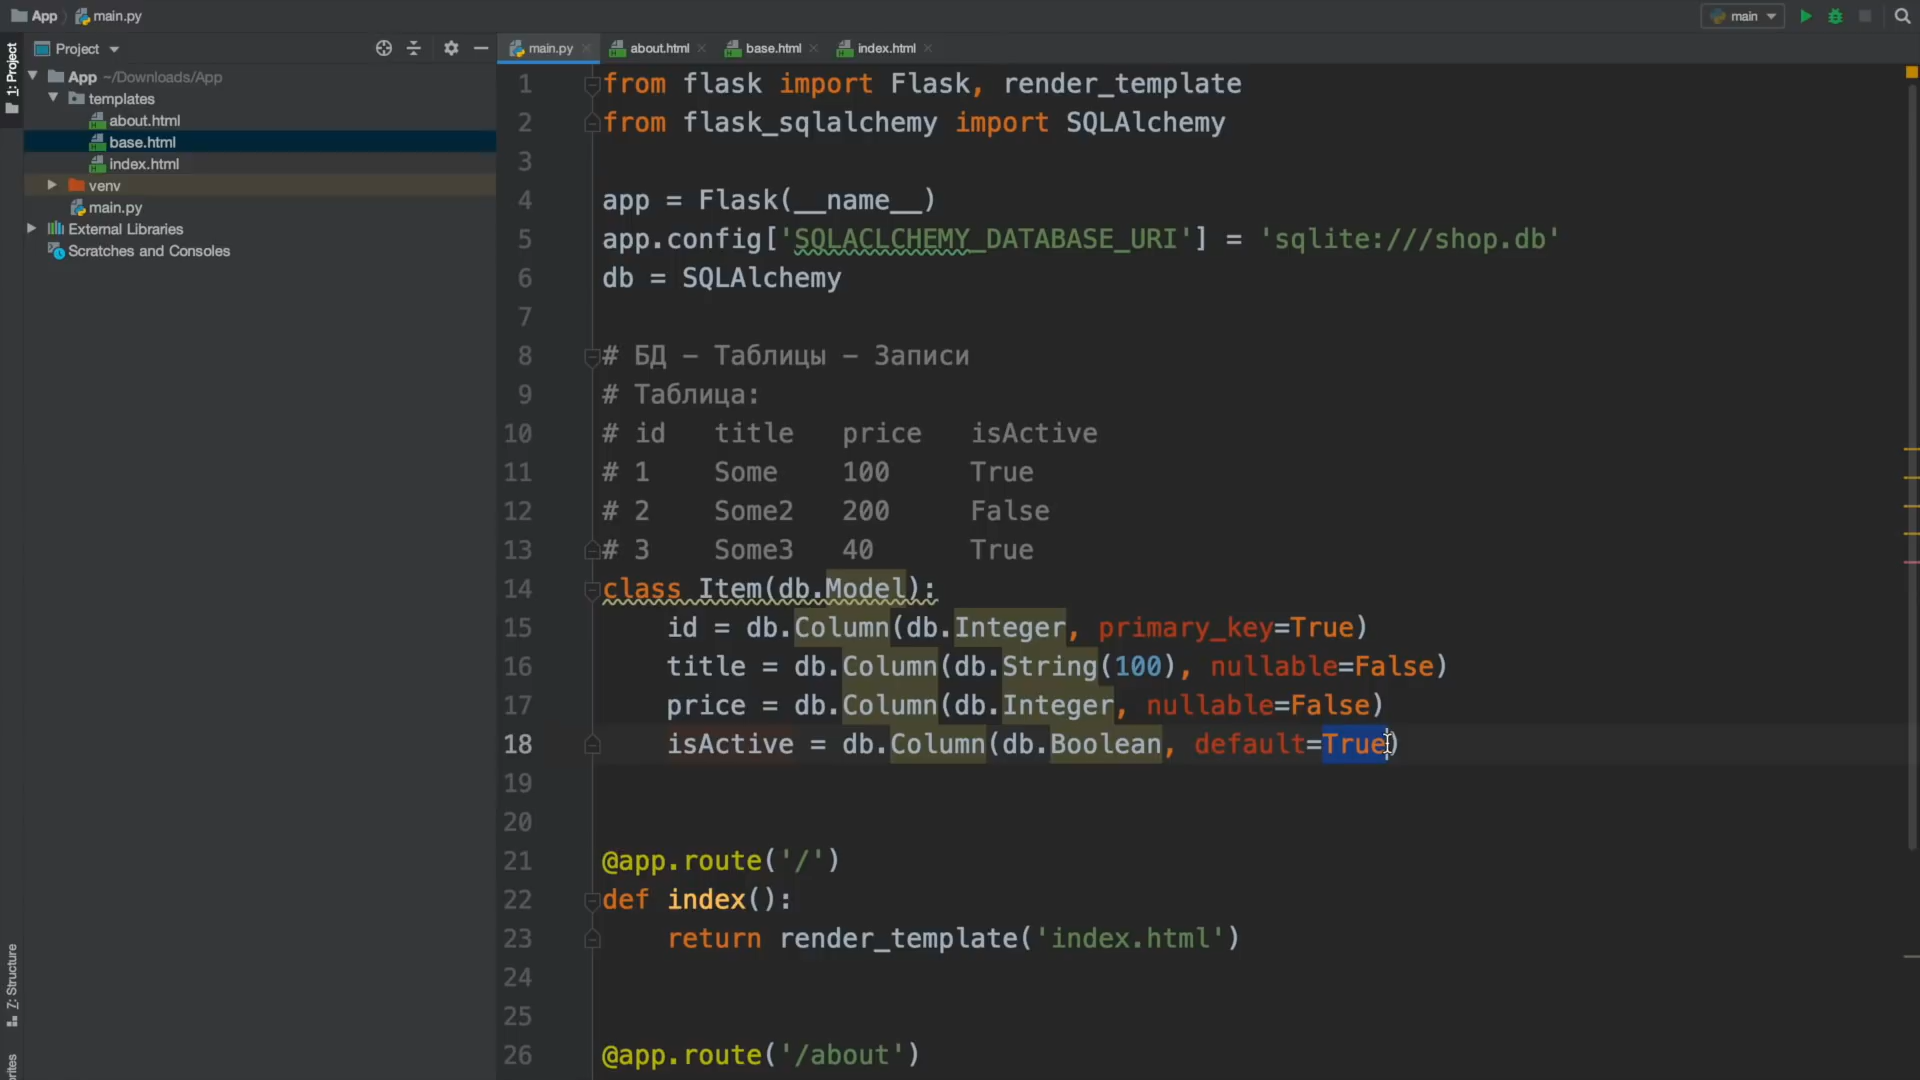 App main.py main
Project main.py about.html base.html index.html
1: Project
App ~/Downloads/App
templates
about.html
base.html
index.html
venv
main.py
External Libraries
Scratches and Consoles
Z: Structure
1 from flask import Flask, render_template
2 from flask_sqlalchemy import SQLAlchemy
3
4 app = Flask(__name__)
5 app.config['SQLACLCHEMY_DATABASE_URI'] = 'sqlite:///shop.db'
6 db = SQLAlchemy
7
8 # БД – Таблицы – Записи
9 # Таблица:
10 # id title price isActive
11 # 1 Some 100 True
12 # 2 Some2 200 False
13 # 3 Some3 40 True
14 class Item(db.Model):
15 id = db.Column(db.Integer, primary_key=True)
16 title = db.Column(db.String(100), nullable=False)
17 price = db.Column(db.Integer, nullable=False)
18 isActive = db.Column(db.Boolean, default=True)
19
20
21 @app.route('/')
22 def index():
23 return render_template('index.html')
24
25
26 @app.route('/about')